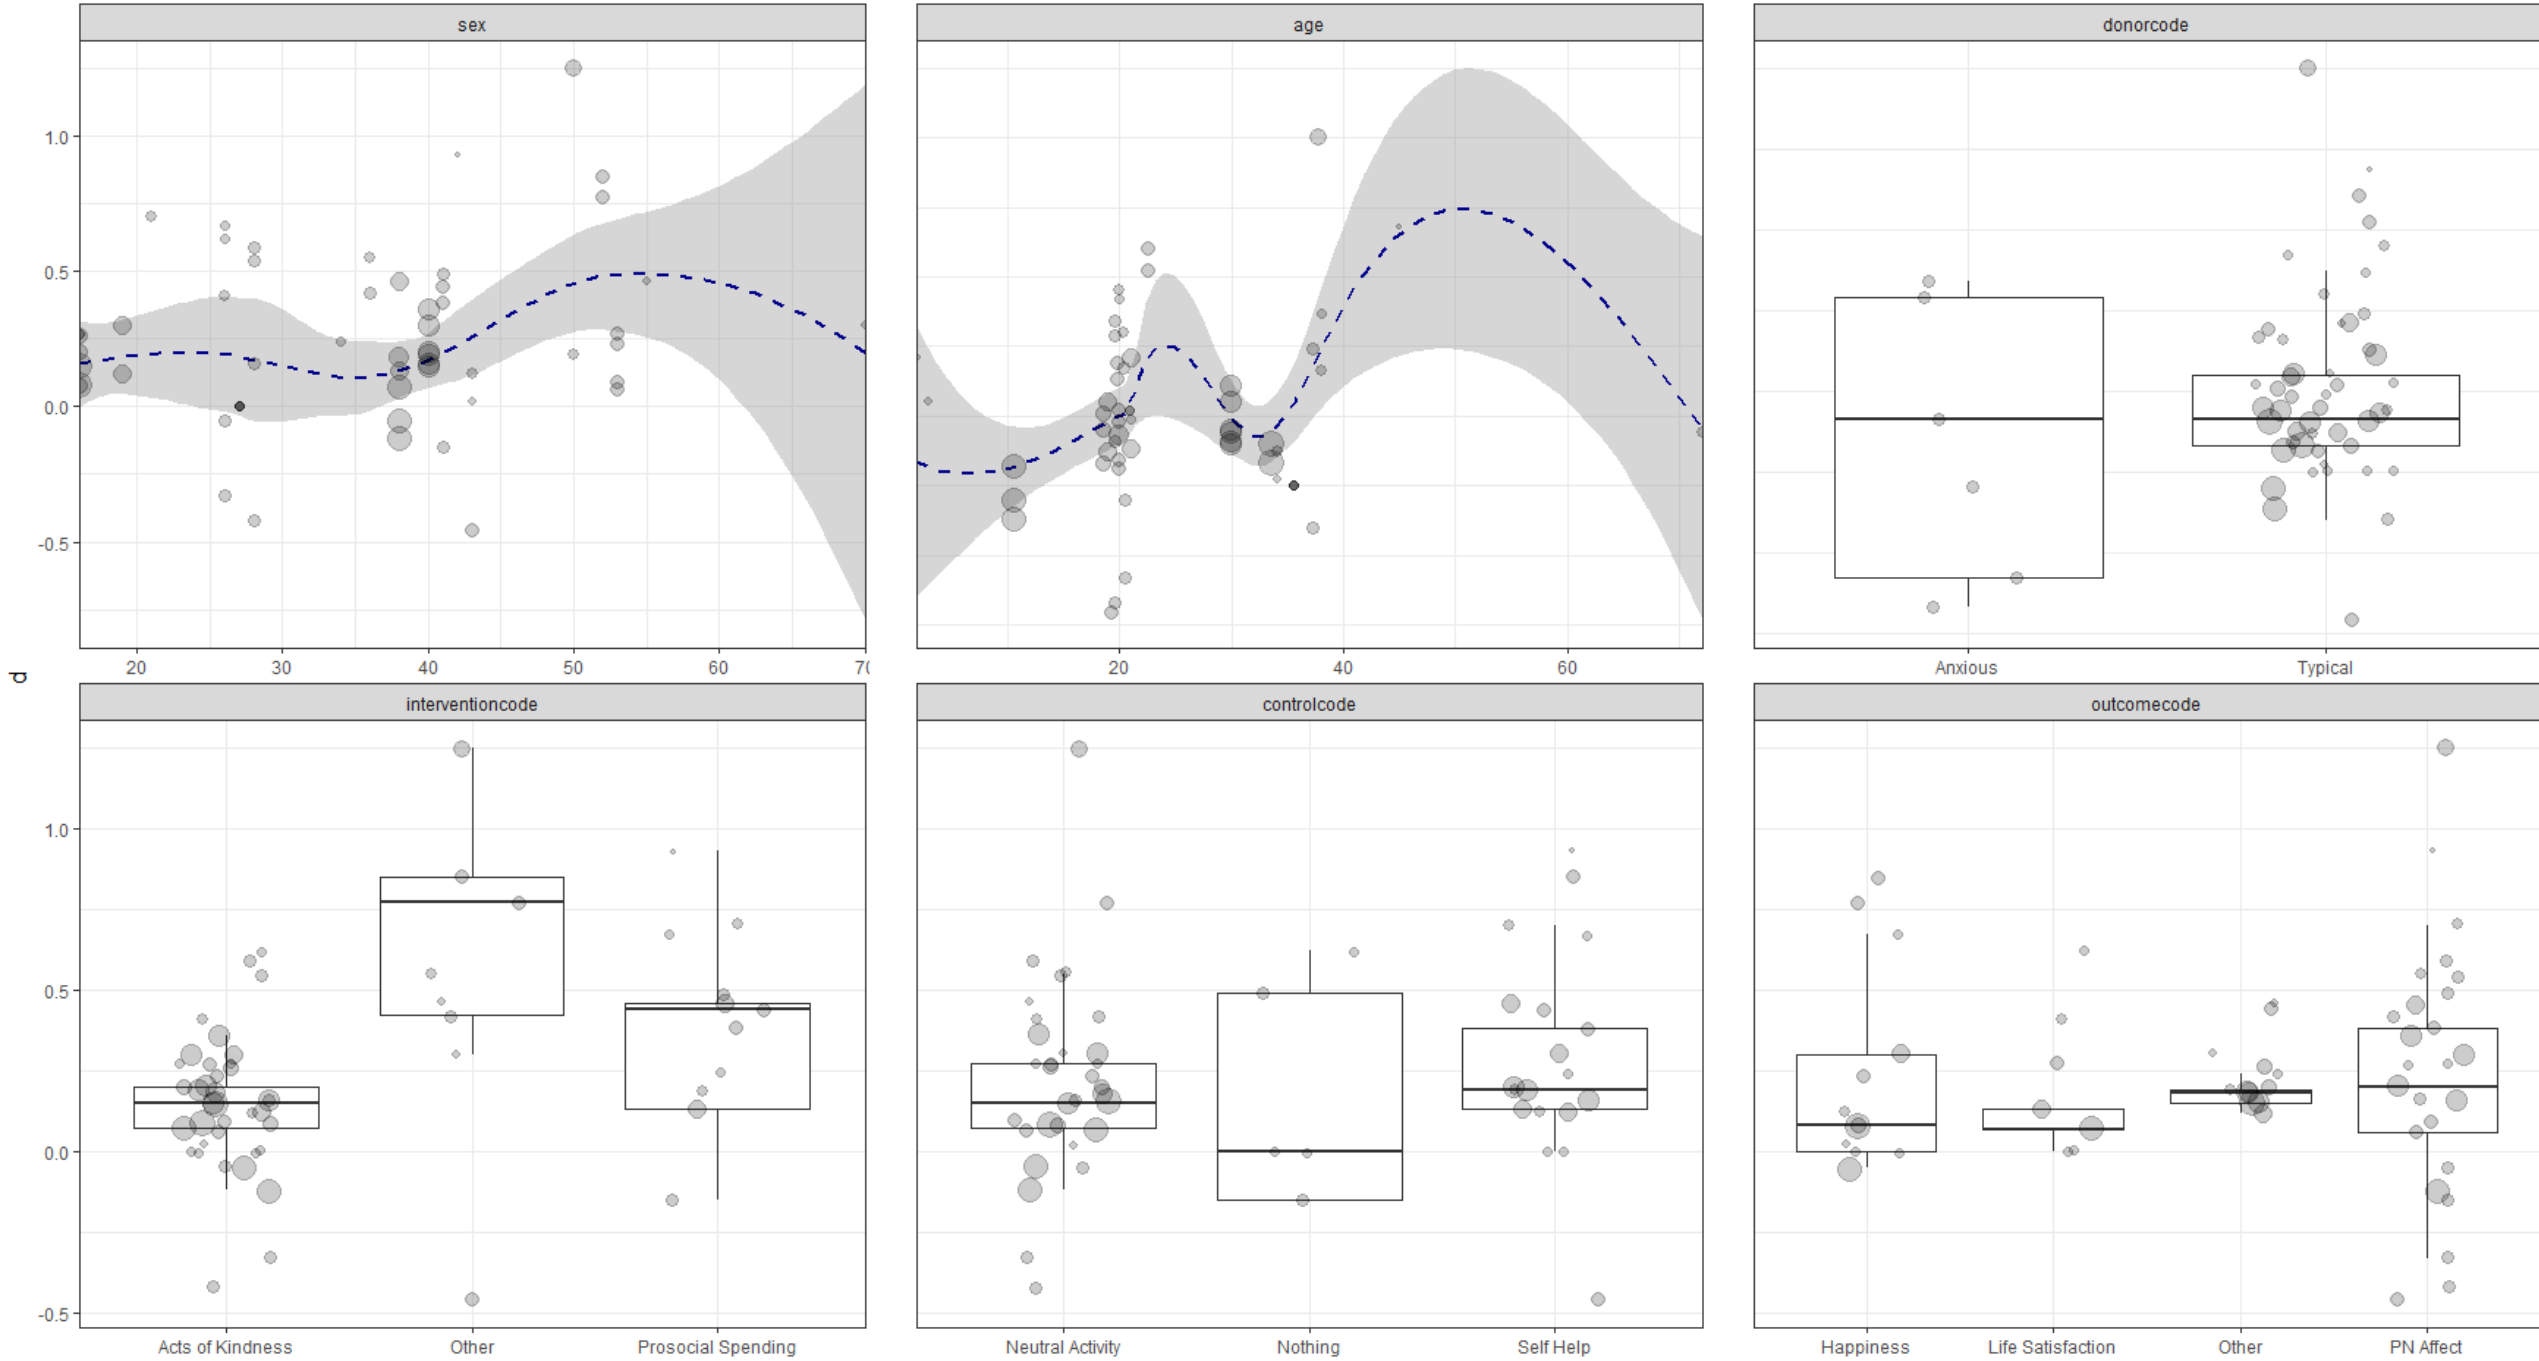 sex age donorcode
1.0
0.5
0.0
-0.5
20 30 40 50 60 70 20 40 60 Anxious Typical
d
interventioncode controlcode outcomecode
1.0
0.5
0.0
-0.5
Acts of Kindness Other Prosocial Spending Neutral Activity Nothing Self Help Happiness Life Satisfaction Other PN Affect